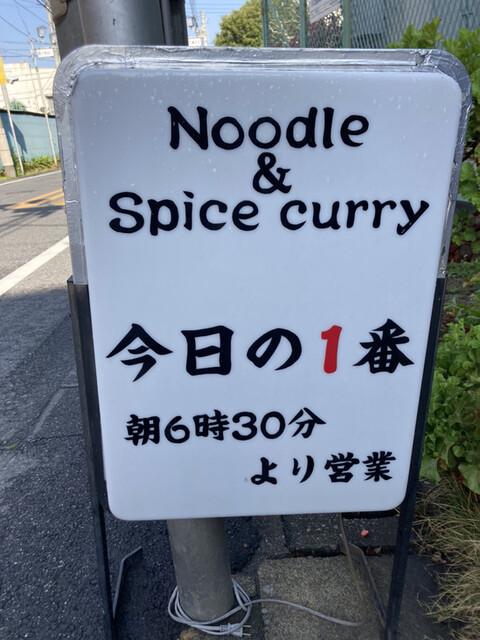 Noodle
&
Spice curry
今日の1番
朝6時30分
より営業